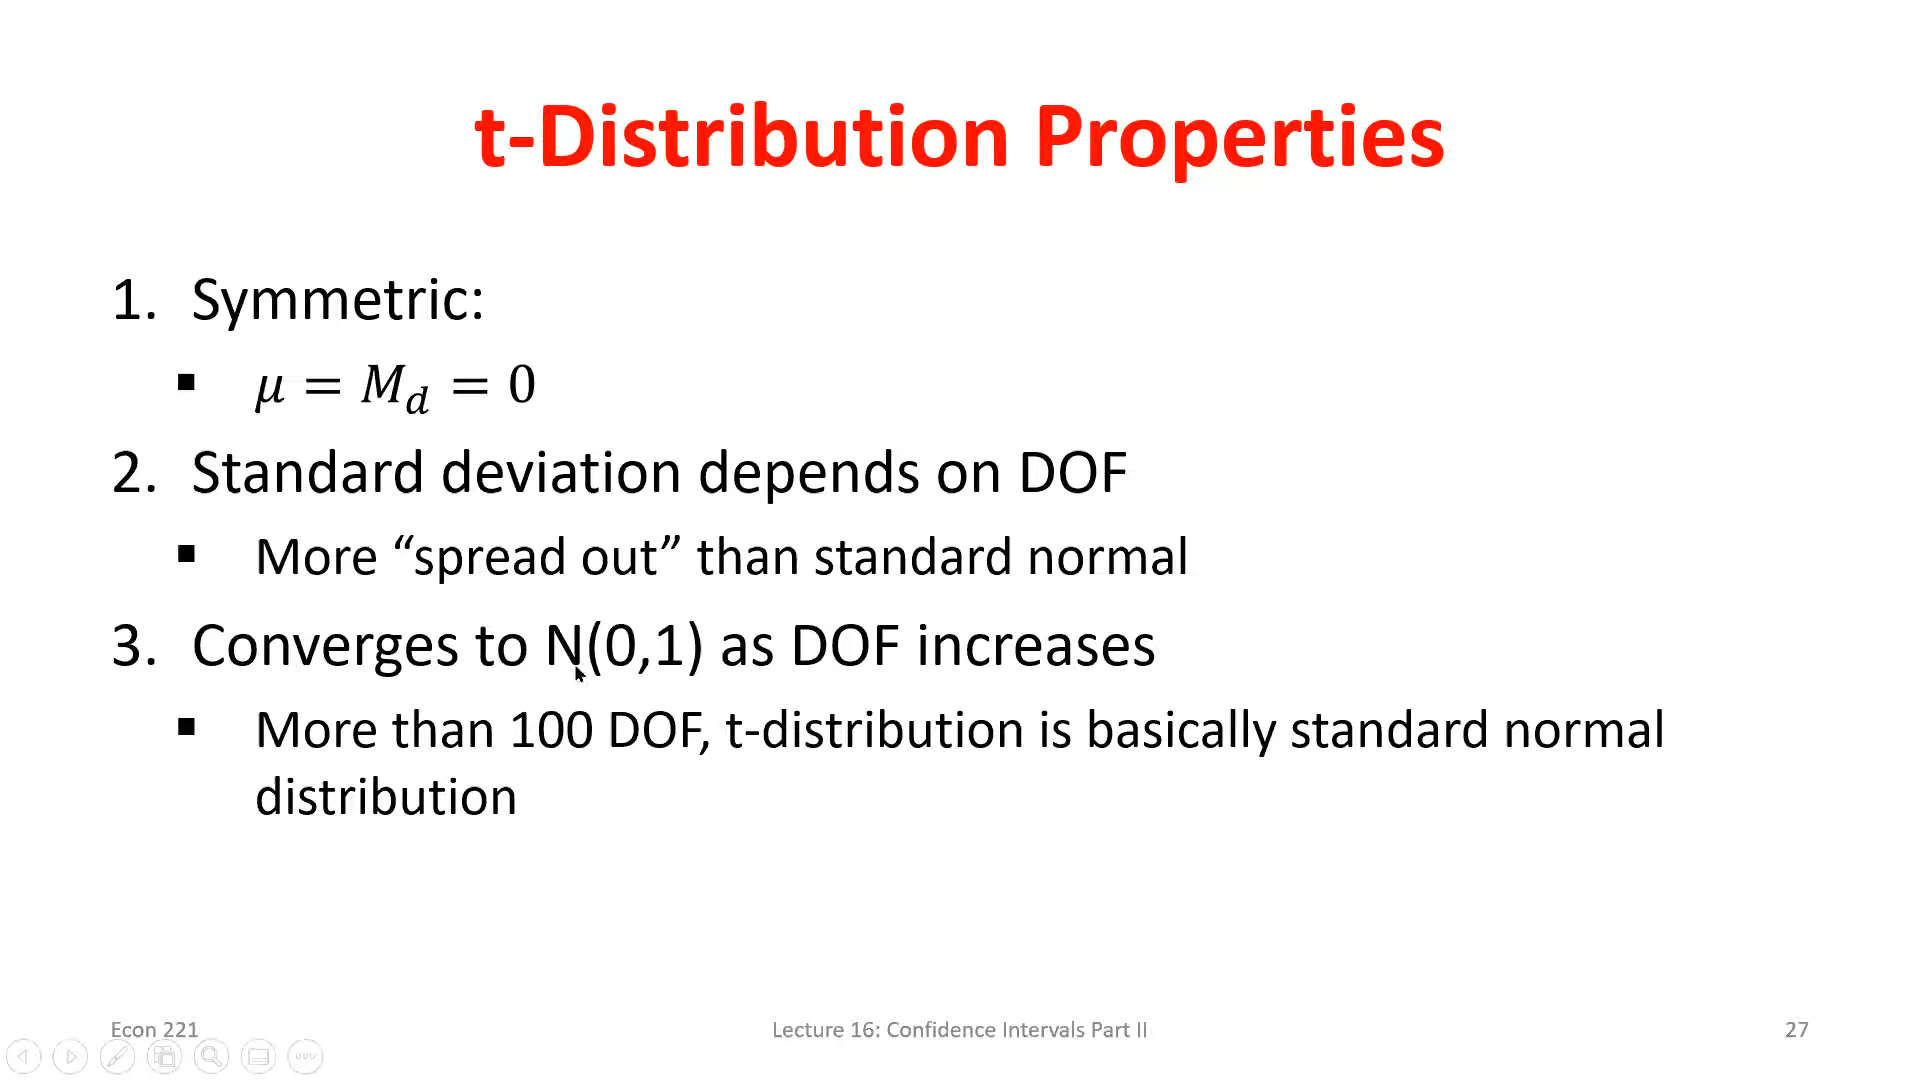 t-Distribution Properties
1. Symmetric:
▪ μ = M_d = 0
2. Standard deviation depends on DOF
▪ More “spread out” than standard normal
3. Converges to N(0,1) as DOF increases
▪ More than 100 DOF, t-distribution is basically standard normal
distribution
Econ 221
Lecture 16: Confidence Intervals Part II
27